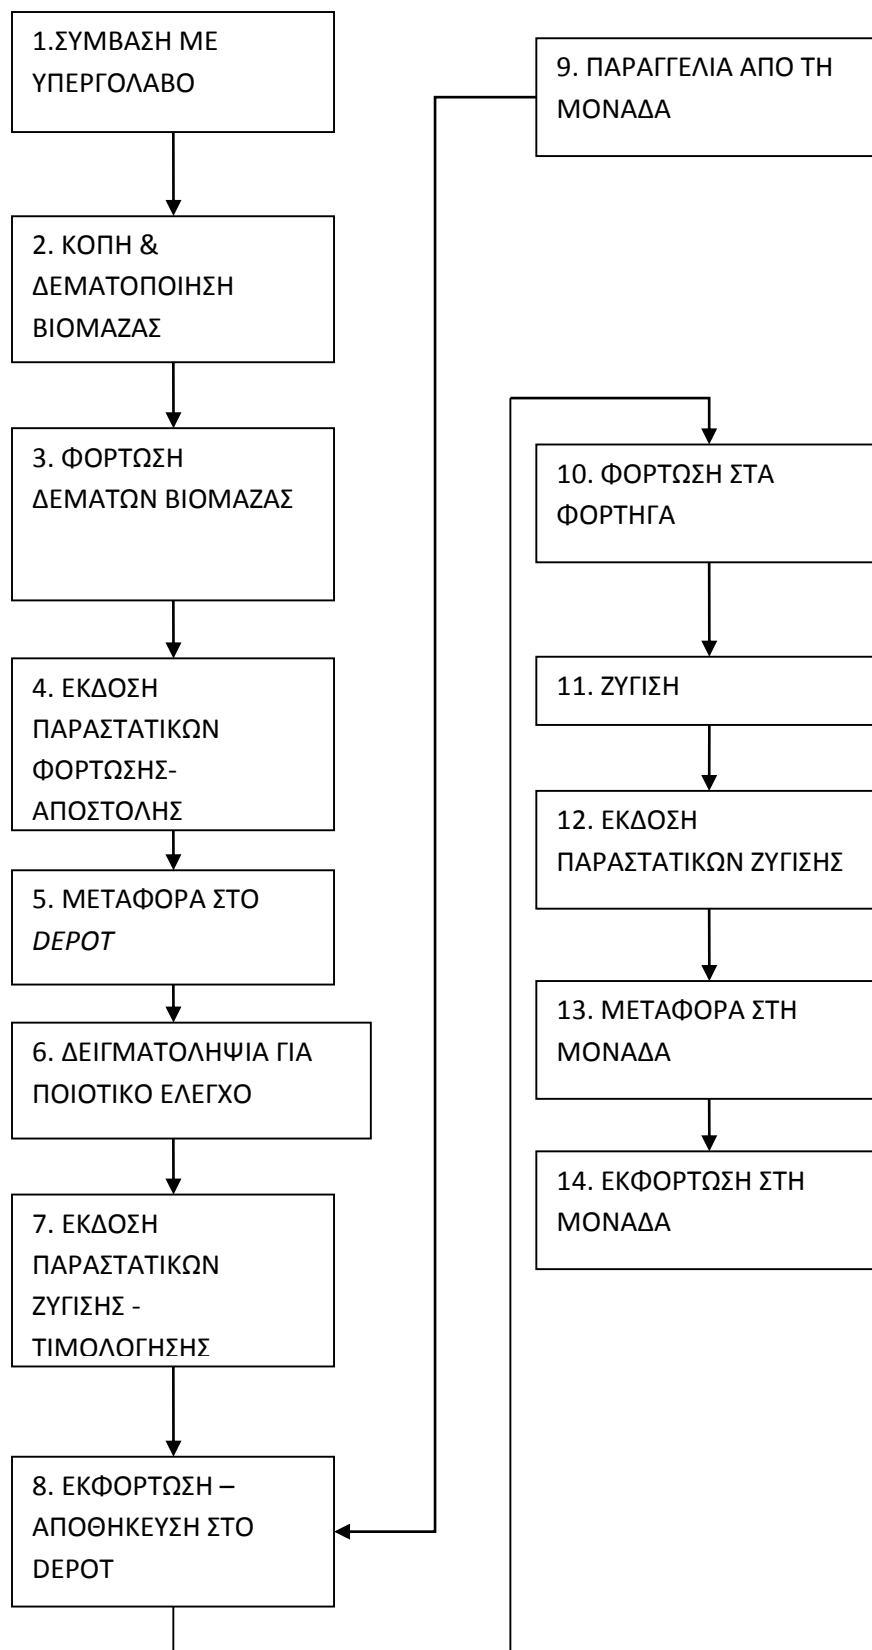 1.ΣΥΜΒΑΣΗ ΜΕ
ΥΠΕΡΓΟΛΑΒΟ
2. ΚΟΠΗ &
ΔΕΜΑΤΟΠΟΙΗΣΗ
ΒΙΟΜΑΖΑΣ
3. ΦΟΡΤΩΣΗ
ΔΕΜΑΤΩΝ ΒΙΟΜΑΖΑΣ
4. ΕΚΔΟΣΗ
ΠΑΡΑΣΤΑΤΙΚΩΝ
ΦΟΡΤΩΣΗΣ-
ΑΠΟΣΤΟΛΗΣ
5. ΜΕΤΑΦΟΡΑ ΣΤΟ
DEPOT
6. ΔΕΙΓΜΑΤΟΛΗΨΙΑ ΓΙΑ
ΠΟΙΟΤΙΚΟ ΕΛΕΓΧΟ
7. ΕΚΔΟΣΗ
ΠΑΡΑΣΤΑΤΙΚΩΝ
ΖΥΓΙΣΗΣ -
ΤΙΜΟΛΟΓΗΣΗΣ
8. ΕΚΦΟΡΤΩΣΗ –
ΑΠΟΘΗΚΕΥΣΗ ΣΤΟ
DEPOT
9. ΠΑΡΑΓΓΕΛΙΑ ΑΠΟ ΤΗ
ΜΟΝΑΔΑ
10. ΦΟΡΤΩΣΗ ΣΤΑ
ΦΟΡΤΗΓΑ
11. ΖΥΓΙΣΗ
12. ΕΚΔΟΣΗ
ΠΑΡΑΣΤΑΤΙΚΩΝ ΖΥΓΙΣΗΣ
13. ΜΕΤΑΦΟΡΑ ΣΤΗ
ΜΟΝΑΔΑ
14. ΕΚΦΟΡΤΩΣΗ ΣΤΗ
ΜΟΝΑΔΑ